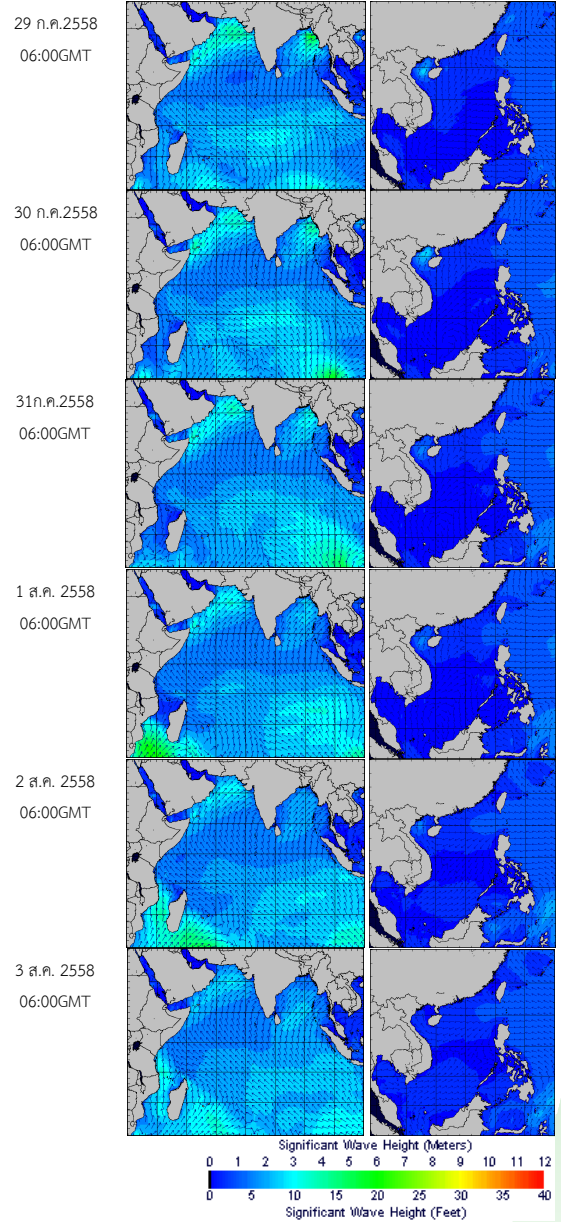 29 ก.ค.2558
06:00GMT
30 ก.ค.2558
06:00GMT
31ก.ค.2558
06:00GMT
1 ส.ค. 2558
06:00GMT
2 ส.ค. 2558
06:00GMT
3 ส.ค. 2558
06:00GMT
Significant Wave Height (Meters)
0 1 2 3 4 5 6 7 8 9 10 11 12
0 5 10 15 20 25 30 35 40
Significant Wave Height (Feet)